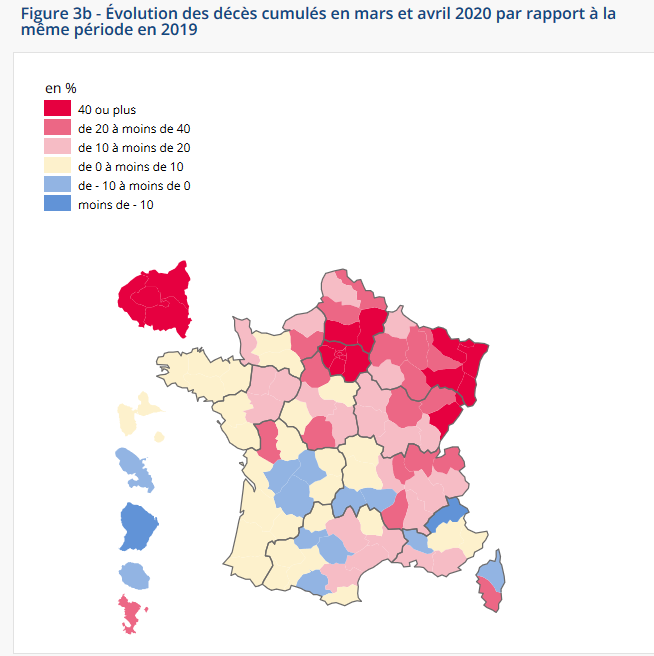 Figure 3b - Évolution des décès cumulés en mars et avril 2020 par rapport à la
même période en 2019
en %
40 ou plus
de 20 à moins de 40
de 10 à moins de 20
de 0 à moins de 10
de - 10 à moins de 0
moins de - 10